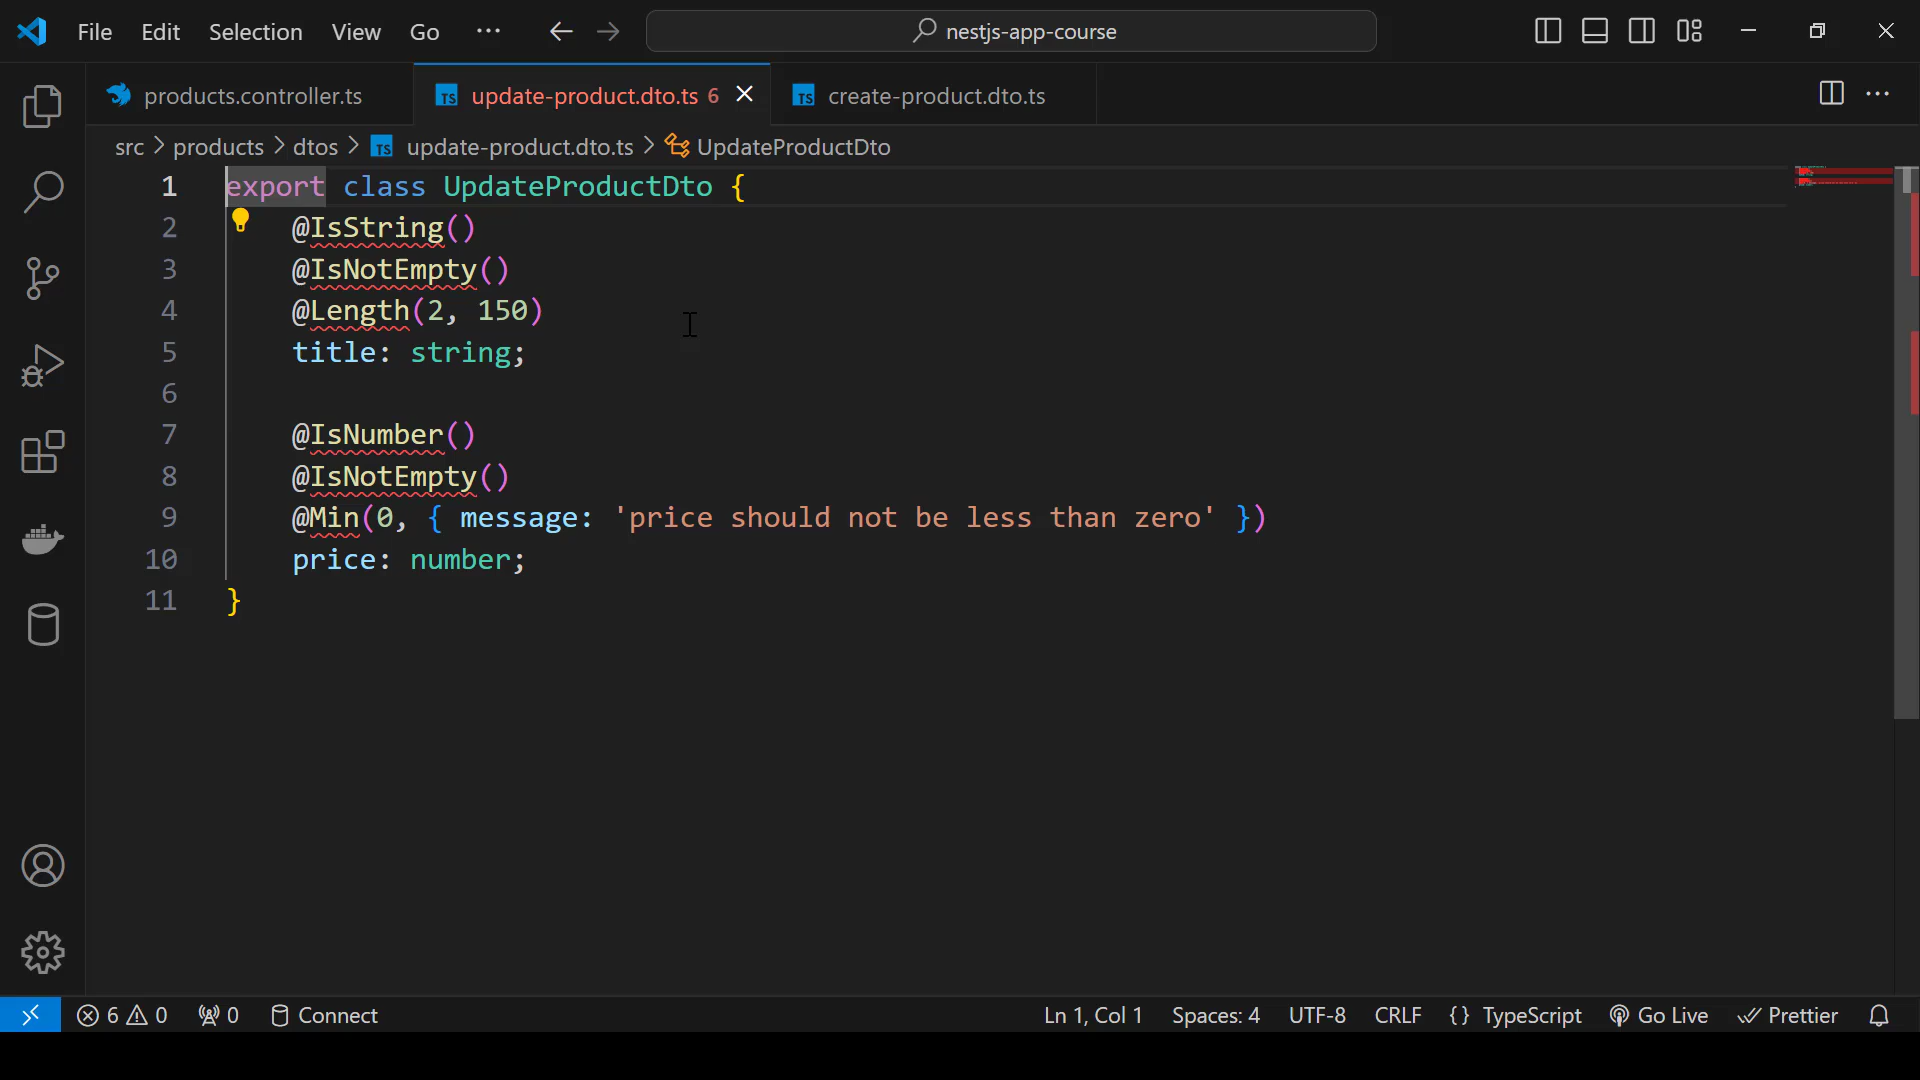 File Edit Selection View Go ··· nestjs-app-course
products.controller.ts TS update-product.dto.ts 6 TS create-product.dto.ts ···
src > products > dtos > TS update-product.dto.ts > UpdateProductDto
1 export class UpdateProductDto {
2 @IsString()
3 @IsNotEmpty()
4 @Length(2, 150)
5 title: string;
6
7 @IsNumber()
8 @IsNotEmpty()
9 @Min(0, { message: 'price should not be less than zero' })
10 price: number;
11 }
6 0 0 Connect Ln 1, Col 1 Spaces: 4 UTF-8 CRLF {} TypeScript Go Live Prettier